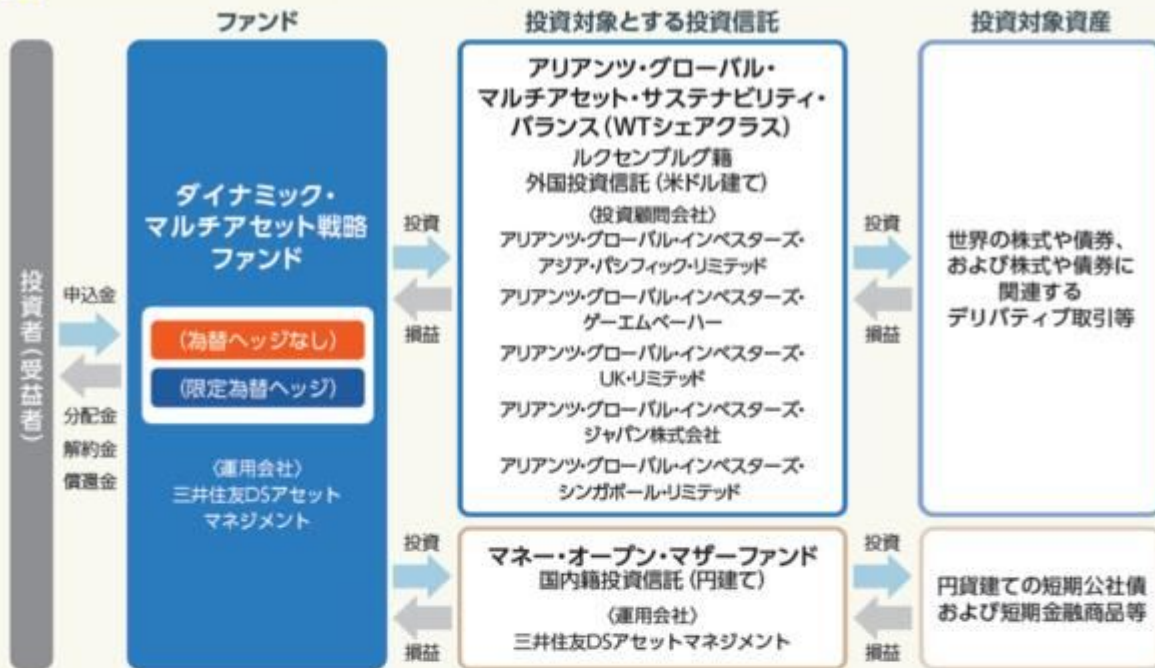 ファンド
投資対象とする投資信託
投資対象資産
投資者(受益者)
申込金
分配金
解約金
償還金
ダイナミック・
マルチアセット戦略
ファンド
(為替ヘッジなし)
(限定為替ヘッジ)
〈運用会社〉
三井住友DSアセット
マネジメント
投資
損益
アリアンツ・グローバル・
マルチアセット・サステナビリティ・
バランス(WTシェアクラス)
ルクセンブルグ籍
外国投資信託(米ドル建て)
〈投資顧問会社〉
アリアンツ・グローバル・インベスターズ・
アジア・パシフィック・リミテッド
アリアンツ・グローバル・インベスターズ・
ゲーエムベーハー
アリアンツ・グローバル・インベスターズ・
UK・リミテッド
アリアンツ・グローバル・インベスターズ・
ジャパン株式会社
アリアンツ・グローバル・インベスターズ・
シンガポール・リミテッド
投資
損益
世界の株式や債券、
および株式や債券に
関連する
デリバティブ取引等
投資
損益
マネー・オープン・マザーファンド
国内籍投資信託(円建て)
〈運用会社〉
三井住友DSアセットマネジメント
投資
損益
円貨建ての短期公社債
および短期金融商品等